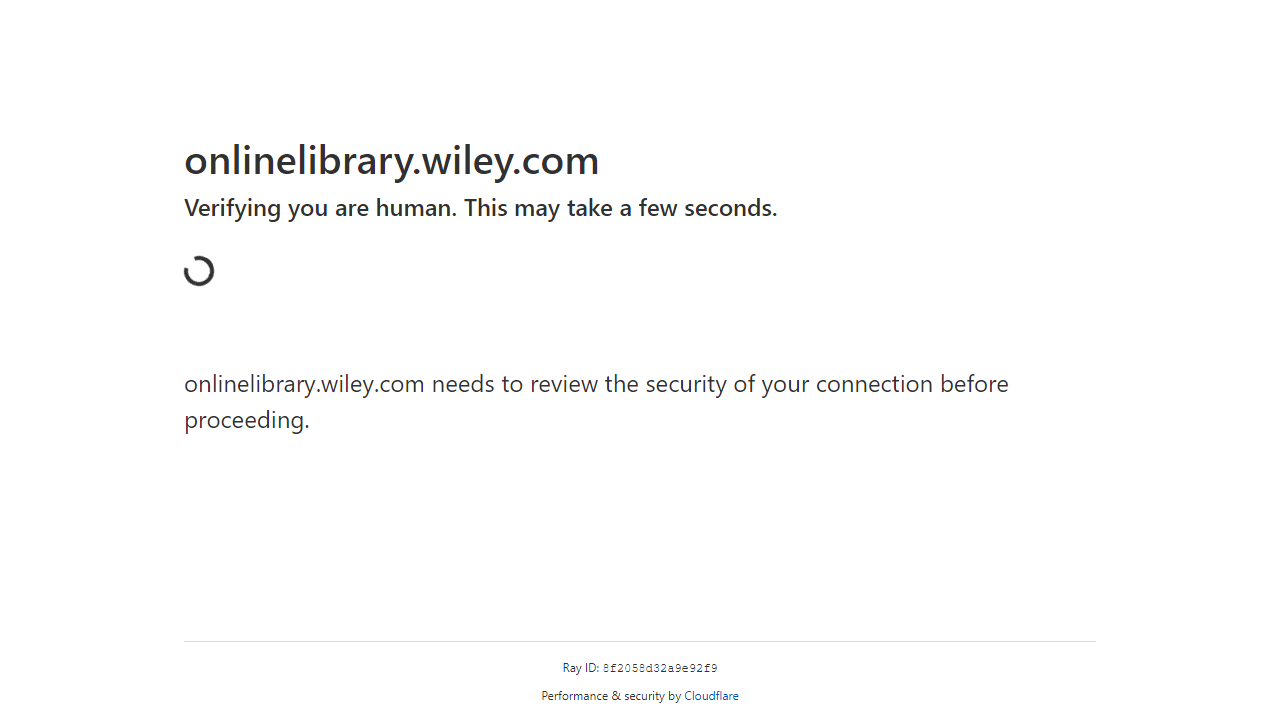 onlinelibrary.wiley.com
Verifying you are human. This may take a few seconds.
onlinelibrary.wiley.com needs to review the security of your connection before
proceeding.
Ray ID: 8f2058d32a9e92f9
Performance & security by Cloudflare